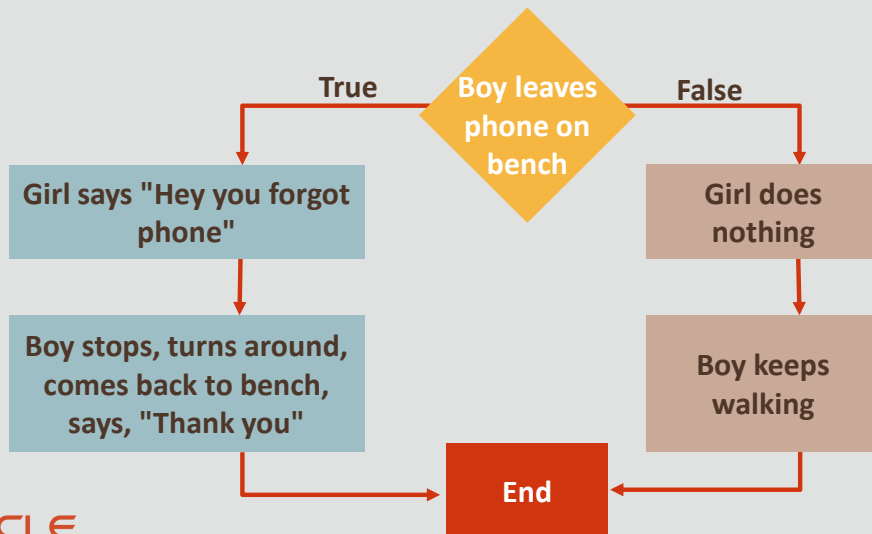 True
Boy leaves
phone on
bench
False
Girl says "Hey you forgot
phone"
Girl does
nothing
Boy stops, turns around,
comes back to bench,
says, "Thank you"
Boy keeps
walking
End
CLE